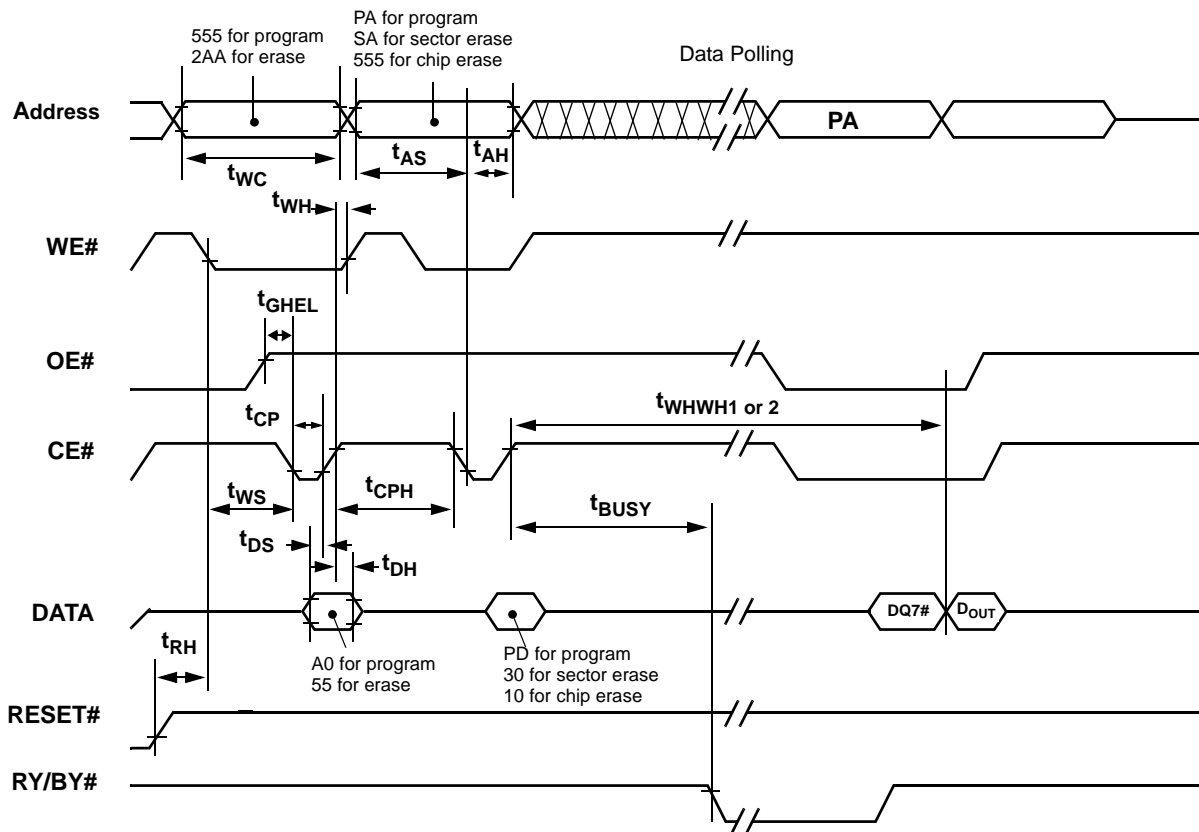 555 for program
2AA for erase
PA for program
SA for sector erase
555 for chip erase
Data Polling
Address
PA
tWC
tAS
tAH
tWH
WE#
tGHEL
OE#
tWHWH1 or 2
tCP
CE#
tWS
tCPH
tBUSY
tDS
tDH
DATA
DQ7#
DOUT
tRH
A0 for program
55 for erase
PD for program
30 for sector erase
10 for chip erase
RESET#
RY/BY#